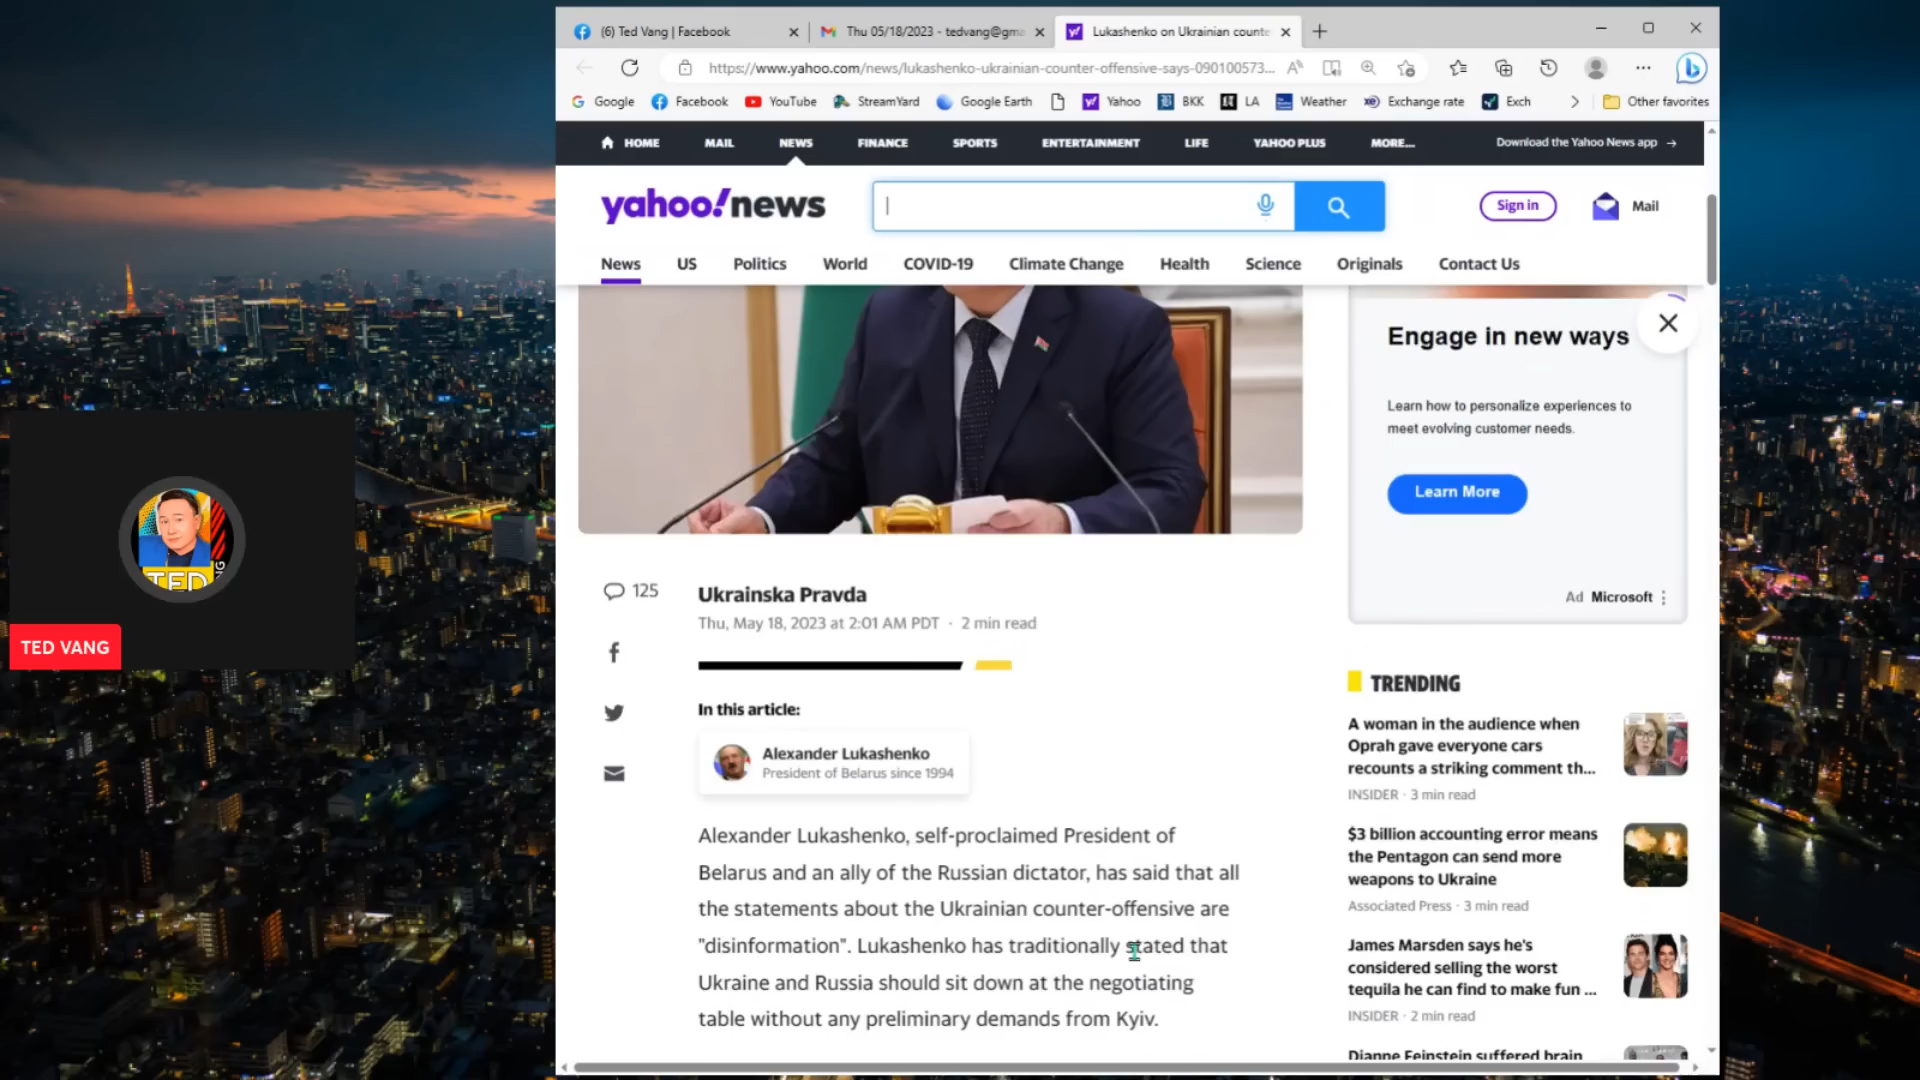 (6) Ted Vang | Facebook
Thu 05/18/2023 - tedvang@gma
Lukashenko on Ukrainian counte
https://www.yahoo.com/news/lukashenko-ukrainian-counter-offensive-says-090100573...
Google Facebook YouTube StreamYard Google Earth Yahoo BKK LA Weather Exchange rate Exch Other favorites
HOME MAIL NEWS FINANCE SPORTS ENTERTAINMENT LIFE YAHOO PLUS MORE... Download the Yahoo News app →
yahoo!news
Sign in
Mail
News US Politics World COVID-19 Climate Change Health Science Originals Contact Us
Engage in new ways
Learn how to personalize experiences to
meet evolving customer needs.
Learn More
Ad Microsoft
TED
TED VANG
125
Ukrainska Pravda
Thu, May 18, 2023 at 2:01 AM PDT · 2 min read
In this article:
Alexander Lukashenko
President of Belarus since 1994
Alexander Lukashenko, self-proclaimed President of
Belarus and an ally of the Russian dictator, has said that all
the statements about the Ukrainian counter-offensive are
"disinformation". Lukashenko has traditionally stated that
Ukraine and Russia should sit down at the negotiating
table without any preliminary demands from Kyiv.
TRENDING
A woman in the audience when
Oprah gave everyone cars
recounts a striking comment th...
INSIDER · 3 min read
$3 billion accounting error means
the Pentagon can send more
weapons to Ukraine
Associated Press · 3 min read
James Marsden says he's
considered selling the worst
tequila he can find to make fun ...
INSIDER · 2 min read
Dianne Feinstein suffered brain